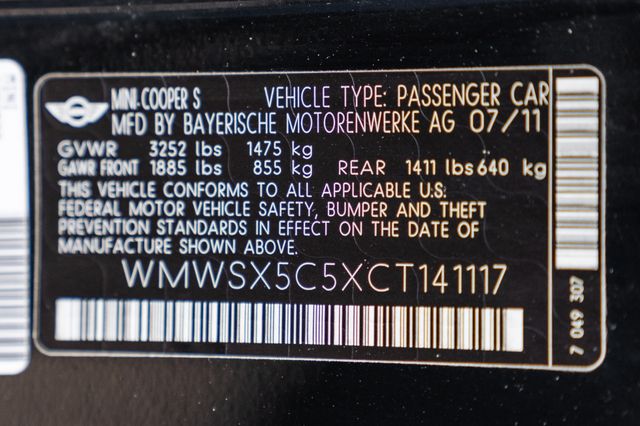 MINI-COOPER S VEHICLE TYPE: PASSENGER CAR
MFD BY BAYERISCHE MOTORENWERKE AG 07/11
GVWR 3252 lbs 1475 kg
GAWR FRONT 1885 lbs 855 kg REAR 1411 lbs 640 kg
THIS VEHICLE CONFORMS TO ALL APPLICABLE U.S.
FEDERAL MOTOR VEHICLE SAFETY, BUMPER AND THEFT
PREVENTION STANDARDS IN EFFECT ON THE DATE OF
MANUFACTURE SHOWN ABOVE.
WMWSX5C5XCT141117
7 049 307